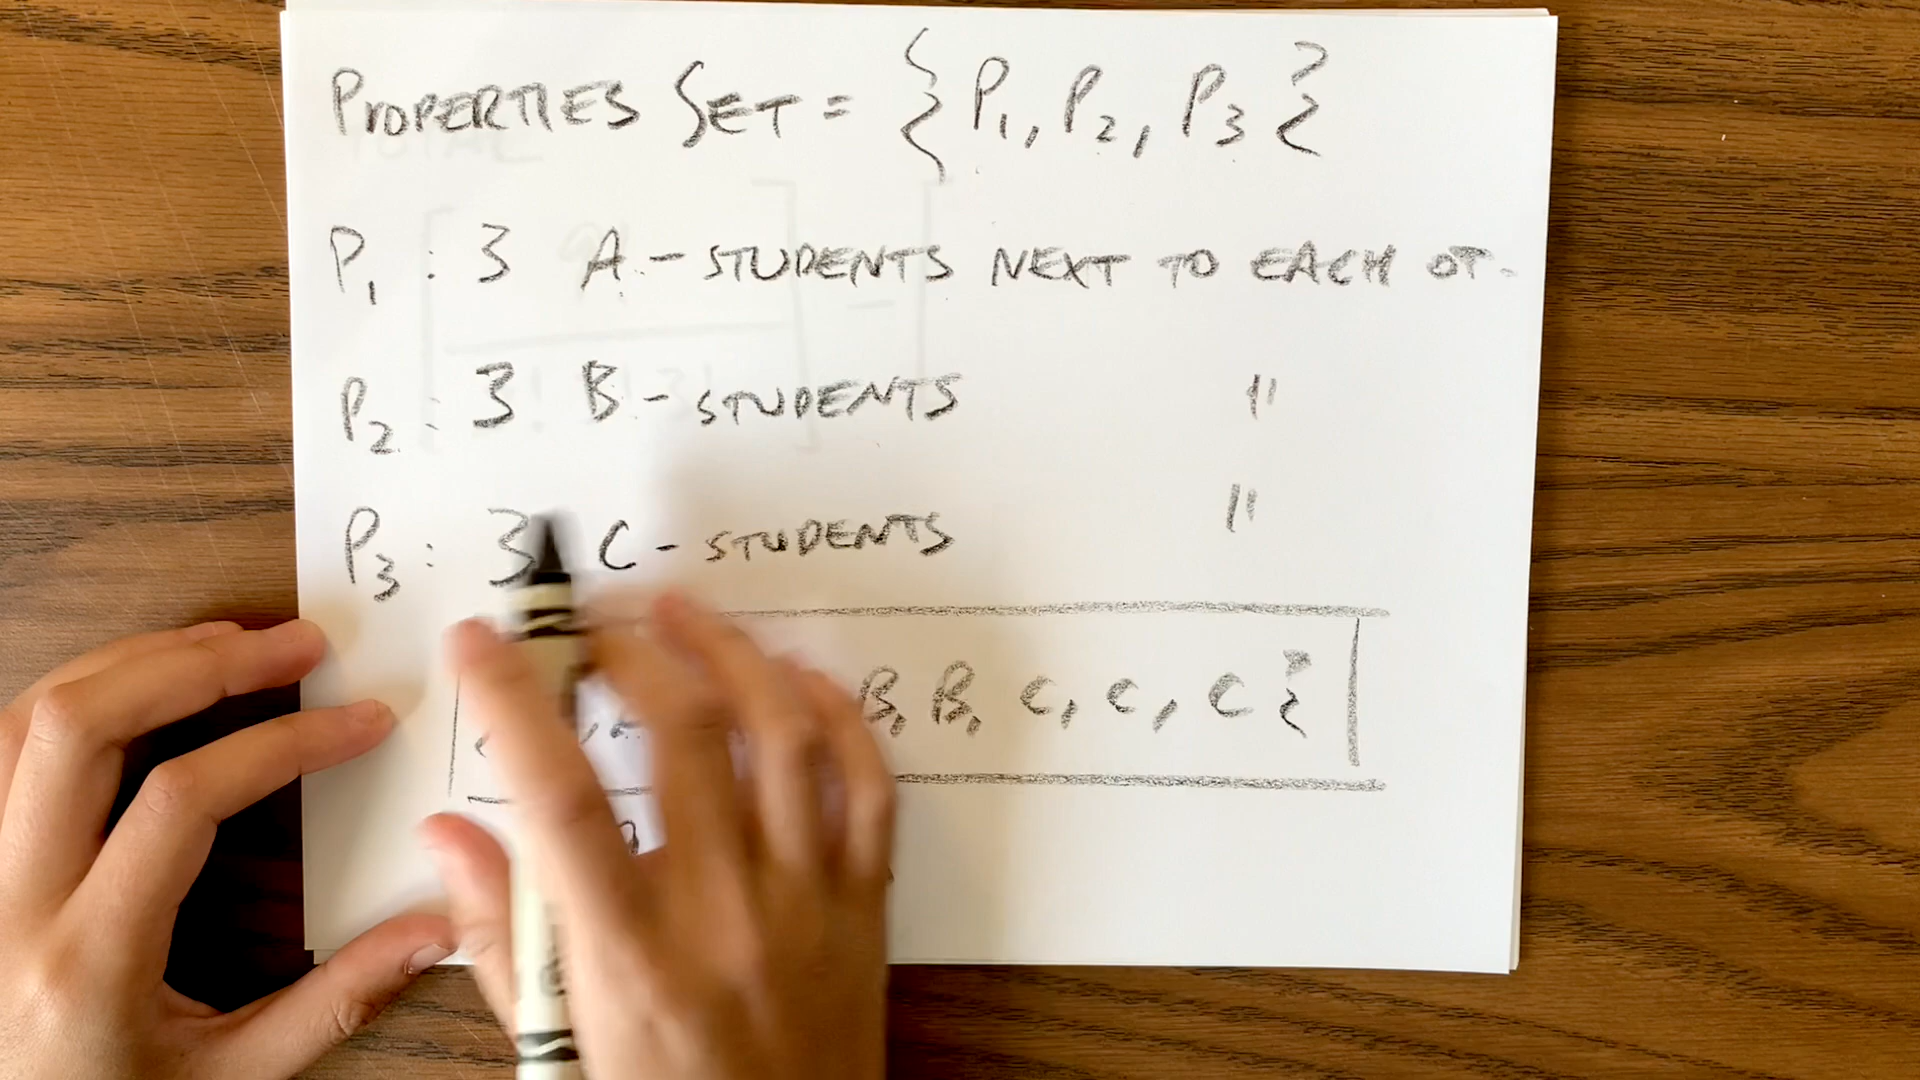 PROPERTIES SET = { P1, P2, P3 }
P1 : 3 A - STUDENTS NEXT TO EACH OT.
P2 : 3 B - STUDENTS "
P3 : 3 C - STUDENTS "
B, B, C, C, C }